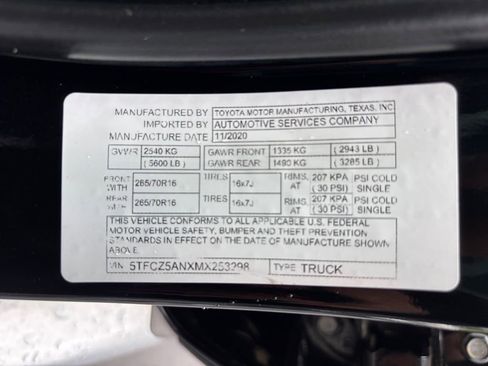 MANUFACTURED BY TOYOTA MOTOR MANUFACTURING, TEXAS, INC
IMPORTED BY AUTOMOTIVE SERVICES COMPANY
MANUFACTURE DATE 11/2020
GVWR 2540 KG GAWR FRONT 1335 KG ( 2943 LB )
( 5600 LB ) GAWR REAR 1490 KG ( 3285 LB )
FRONT WITH 265/70R16 TIRES 16x7J RIMS, AT 207 KPA ( 30 PSI ) PSI COLD SINGLE
REAR WITH 265/70R16 TIRES 16x7J RIMS, AT 207 KPA ( 30 PSI ) PSI COLD SINGLE
THIS VEHICLE CONFORMS TO ALL APPLICABLE U.S. FEDERAL
MOTOR VEHICLE SAFETY, BUMPER AND THEFT PREVENTION
STANDARDS IN EFFECT ON THE DATE OF MANUFACTURE SHOWN
ABOVE.
VIN 5TFCZ5ANXMX253298 TYPE TRUCK